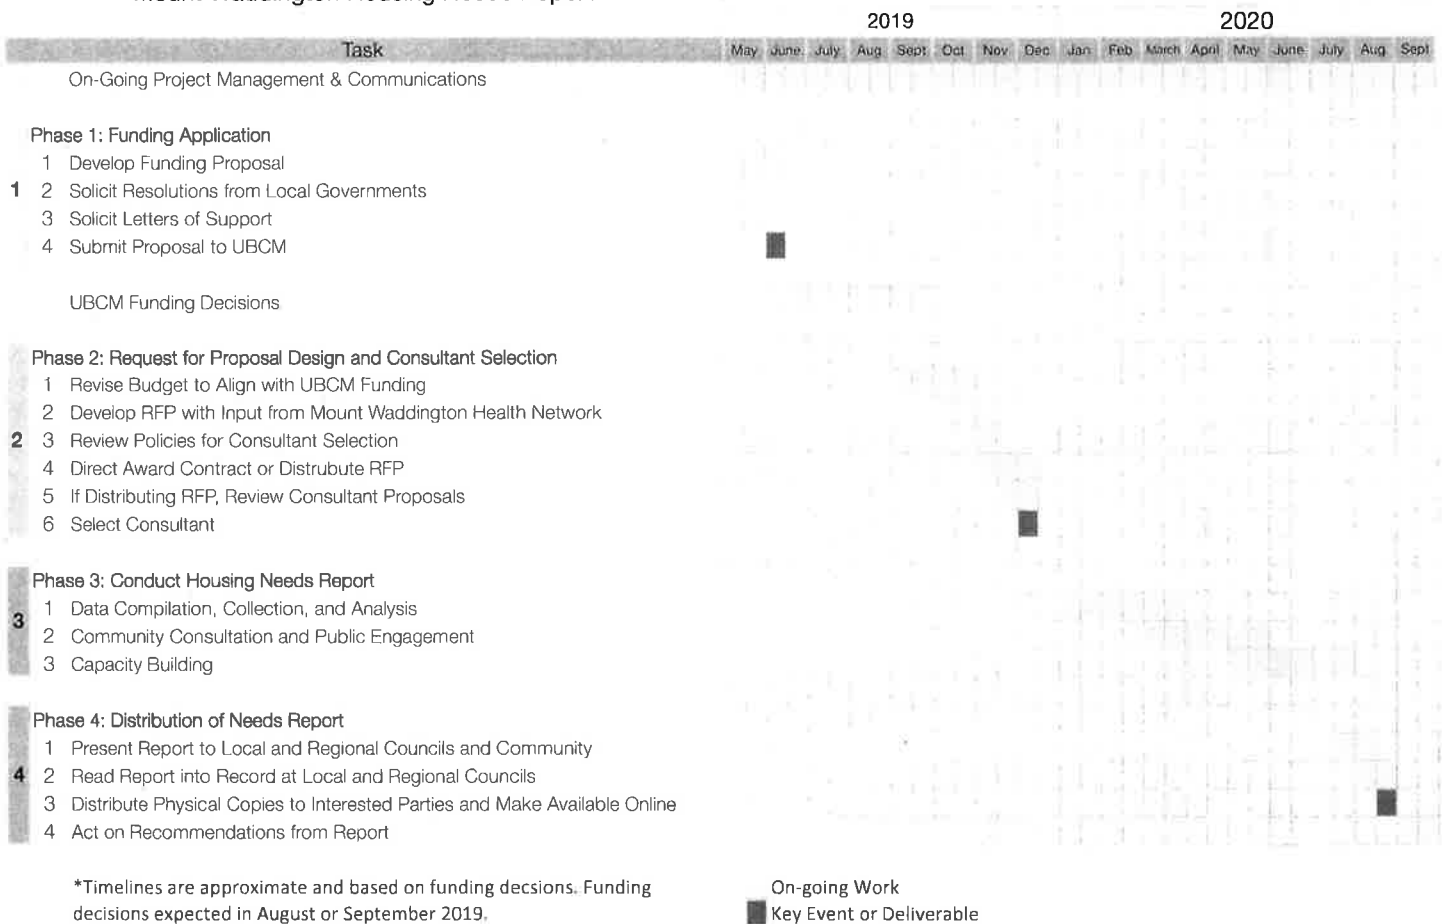 2019 2020
Task May June July Aug Sept Oct Nov Dec Jan Feb March April May June July Aug Sept
On-Going Project Management & Communications
Phase 1: Funding Application
1 Develop Funding Proposal
1 2 Solicit Resolutions from Local Governments
3 Solicit Letters of Support
4 Submit Proposal to UBCM
UBCM Funding Decisions
Phase 2: Request for Proposal Design and Consultant Selection
1 Revise Budget to Align with UBCM Funding
2 Develop RFP with Input from Mount Waddington Health Network
2 3 Review Policies for Consultant Selection
4 Direct Award Contract or Distrubute RFP
5 If Distributing RFP, Review Consultant Proposals
6 Select Consultant
Phase 3: Conduct Housing Needs Report
1 Data Compilation, Collection, and Analysis
3
2 Community Consultation and Public Engagement
3 Capacity Building
Phase 4: Distribution of Needs Report
1 Present Report to Local and Regional Councils and Community
4 2 Read Report into Record at Local and Regional Councils
3 Distribute Physical Copies to Interested Parties and Make Available Online
4 Act on Recommendations from Report
*Timelines are approximate and based on funding decsions. Funding
decisions expected in August or September 2019.
On-going Work
Key Event or Deliverable